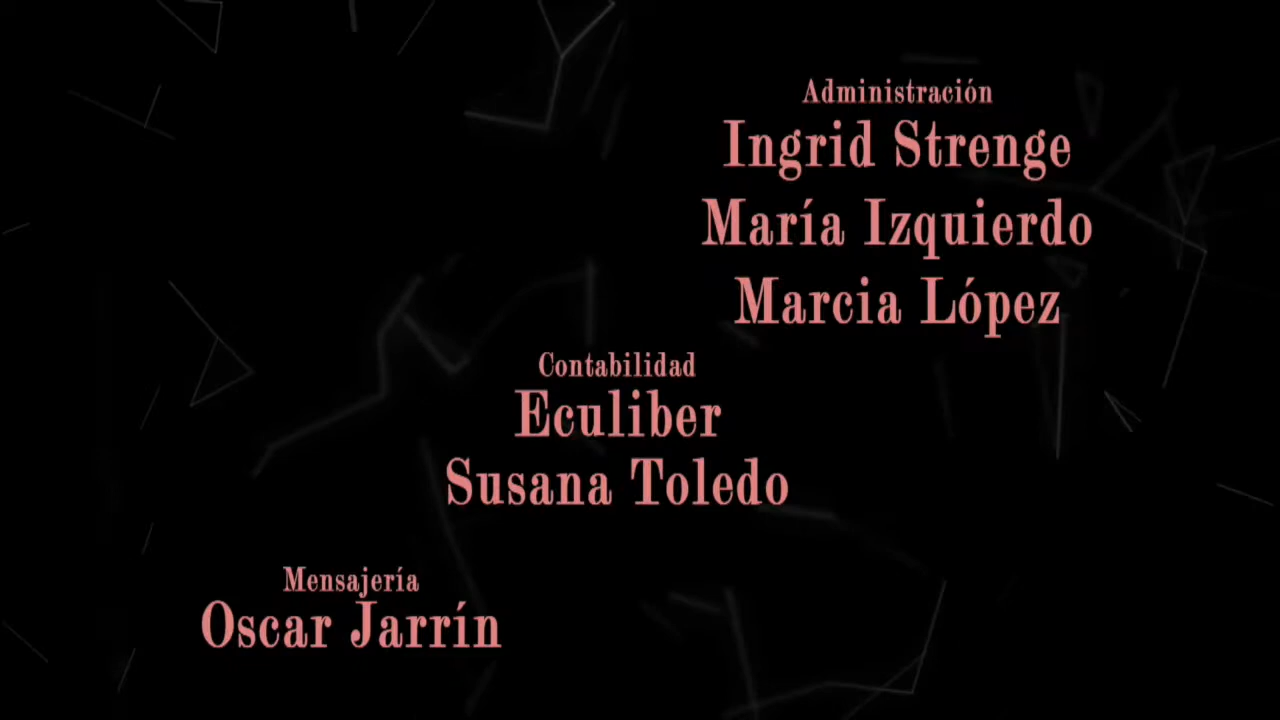 Administración
Ingrid Strenge
María Izquierdo
Marcia López
Contabilidad
Eculiber
Susana Toledo
Mensajería
Oscar Jarrín